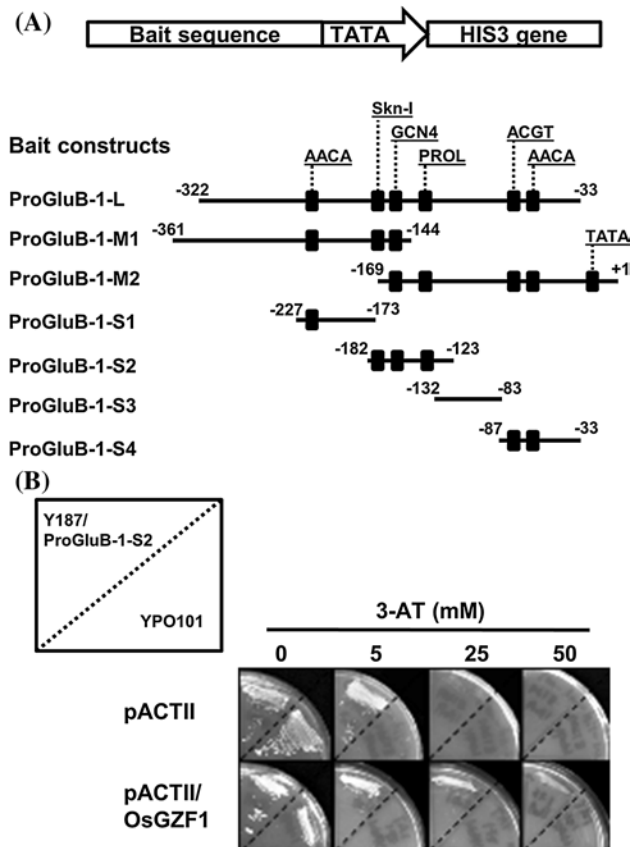 (A)
Bait sequence TATA HIS3 gene
Skn-I
GCN4 ACGT
Bait constructs
AACA PROL AACA
ProGluB-1-L -322 -33
ProGluB-1-M1 -361 -144
TATA
ProGluB-1-M2 -169
ProGluB-1-S1 -227 -173
ProGluB-1-S2 -182 -123
ProGluB-1-S3 -132 -83
ProGluB-1-S4 -87 -33
(B)
Y187/
ProGluB-1-S2
YPO101
3-AT (mM)
0 5 25 50
pACTII
pACTII/
OsGZF1